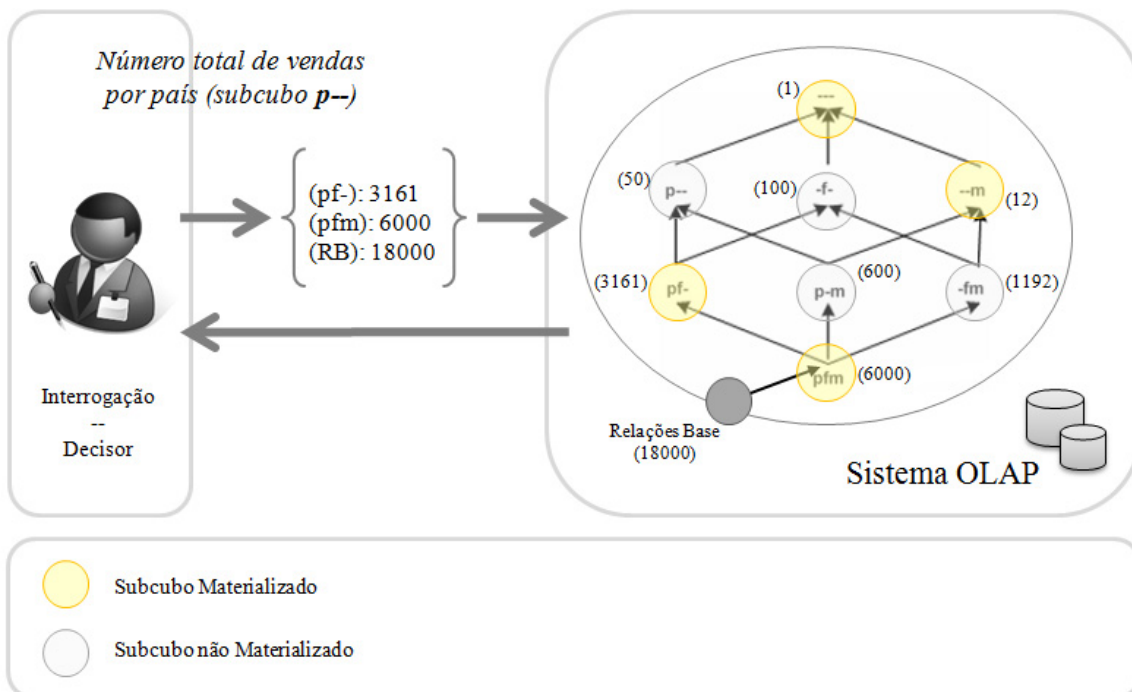 Número total de vendas
por país (subcubo p--)
(pf-): 3161
(pfm): 6000
(RB): 18000
Interrogação
--
Decisor
(1)
---
(50)
p--
(100)
-f-
--m
(12)
(3161)
pf-
(600)
p-m
-fm
(1192)
pfm
(6000)
Relações Base
(18000)
Sistema OLAP
Subcubo Materializado
Subcubo não Materializado